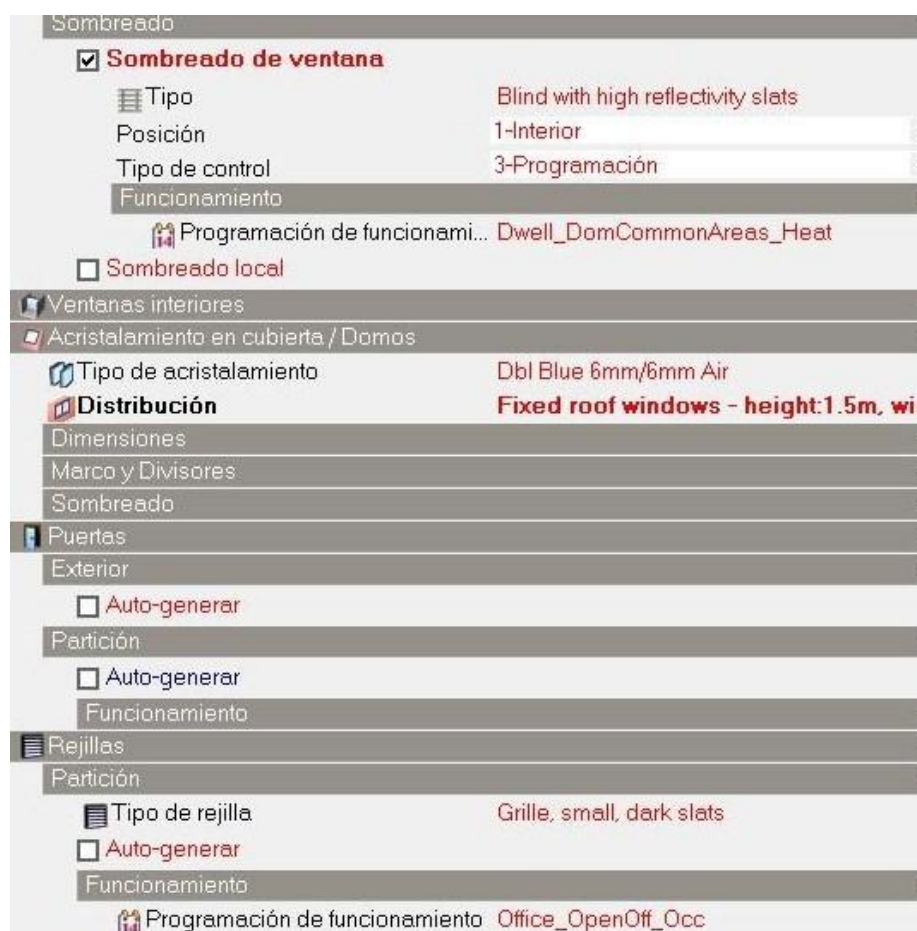 Sombreado
Sombreado de ventana
Tipo Blind with high reflectivity slats
Posición 1-Interior
Tipo de control 3-Programación
Funcionamiento
Programación de funcionami... Dwell_DomCommonAreas_Heat
Sombreado local
Ventanas interiores
Acristalamiento en cubierta / Domos
Tipo de acristalamiento Dbl Blue 6mm/6mm Air
Distribución Fixed roof windows - height:1.5m, wi
Dimensiones
Marco y Divisores
Sombreado
Puertas
Exterior
Auto-generar
Partición
Auto-generar
Funcionamiento
Rejillas
Partición
Tipo de rejilla Grille, small, dark slats
Auto-generar
Funcionamiento
Programación de funcionamiento Office_OpenOff_Occ